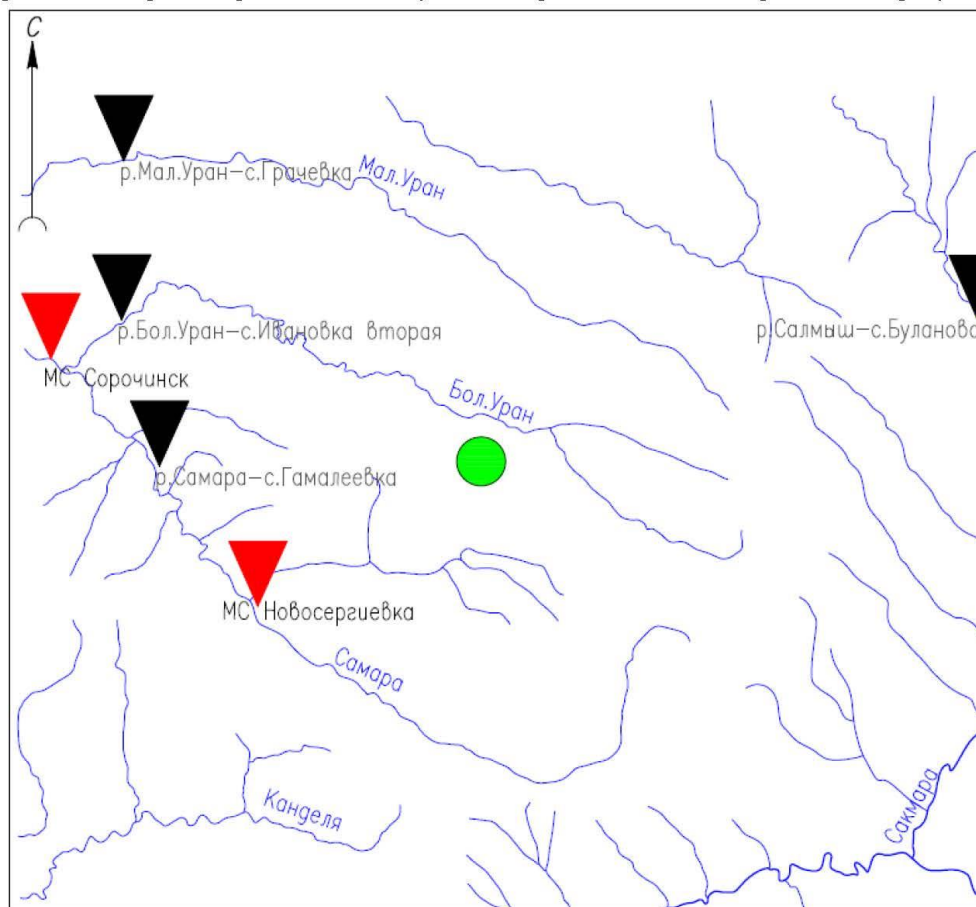 С
р.Мал.Уран-с.Грачевка
Мал.Уран
р.Бол.Уран-с.Ивановка вторая
р.Салмыш-с.Буланово
МС Сорочинск
Бол.Уран
р.Самара-с.Гамалеевка
МС Новосергиевка
Самара
Канделя
Сакмара